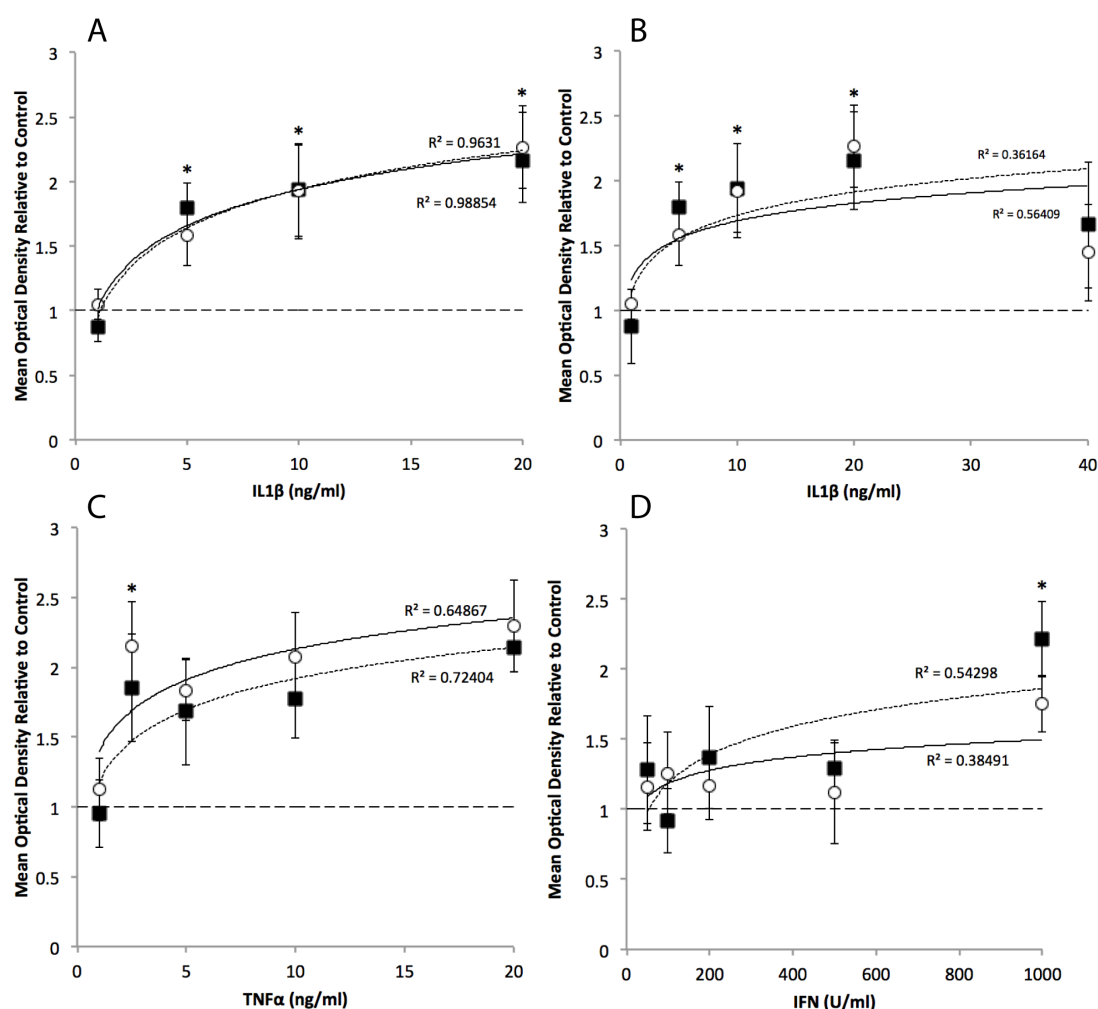 A
Mean Optical Density Relative to Control
3
2.5
2
1.5
1
0.5
0
* * *
R² = 0.9631
R² = 0.98854
0 5 10 15 20
IL1β (ng/ml)
B
Mean Optical Density Relative to Control
3
2.5
2
1.5
1
0.5
0
* * *
R² = 0.36164
R² = 0.56409
0 10 20 30 40
IL1β (ng/ml)
C
Mean Optical Density Relative to Control
3
2.5
2
1.5
1
0.5
0
*
R² = 0.64867
R² = 0.72404
0 5 10 15 20
TNFα (ng/ml)
D
Mean Optical Density Relative to Control
3
2.5
2
1.5
1
0.5
0
*
R² = 0.54298
R² = 0.38491
0 200 400 600 800 1000
IFN (U/ml)